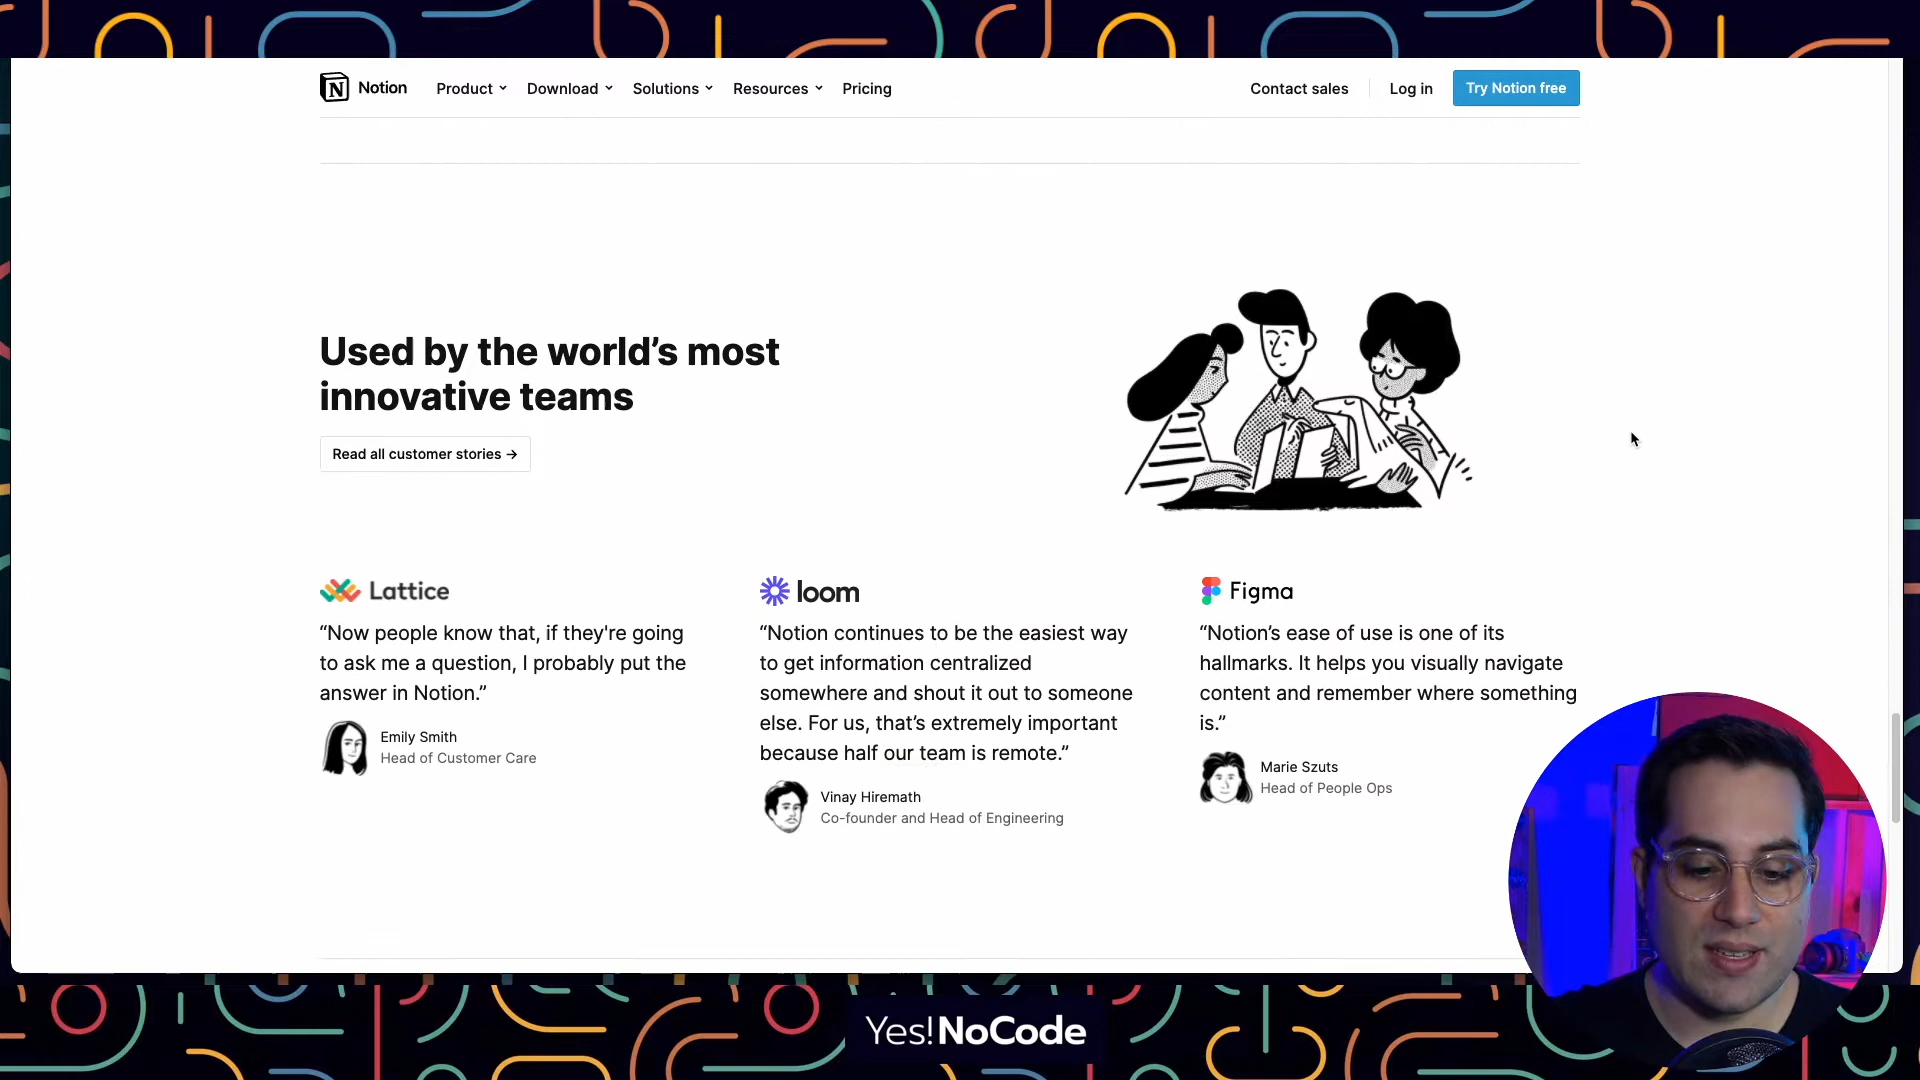 Notion Product Download Solutions Resources Pricing Contact sales Log in Try Notion free
Used by the world’s most
innovative teams
Read all customer stories →
Lattice
“Now people know that, if they're going
to ask me a question, I probably put the
answer in Notion.”
Emily Smith
Head of Customer Care
loom
“Notion continues to be the easiest way
to get information centralized
somewhere and shout it out to someone
else. For us, that’s extremely important
because half our team is remote.”
Vinay Hiremath
Co-founder and Head of Engineering
Figma
“Notion’s ease of use is one of its
hallmarks. It helps you visually navigate
content and remember where something
is.”
Marie Szuts
Head of People Ops
Yes!NoCode